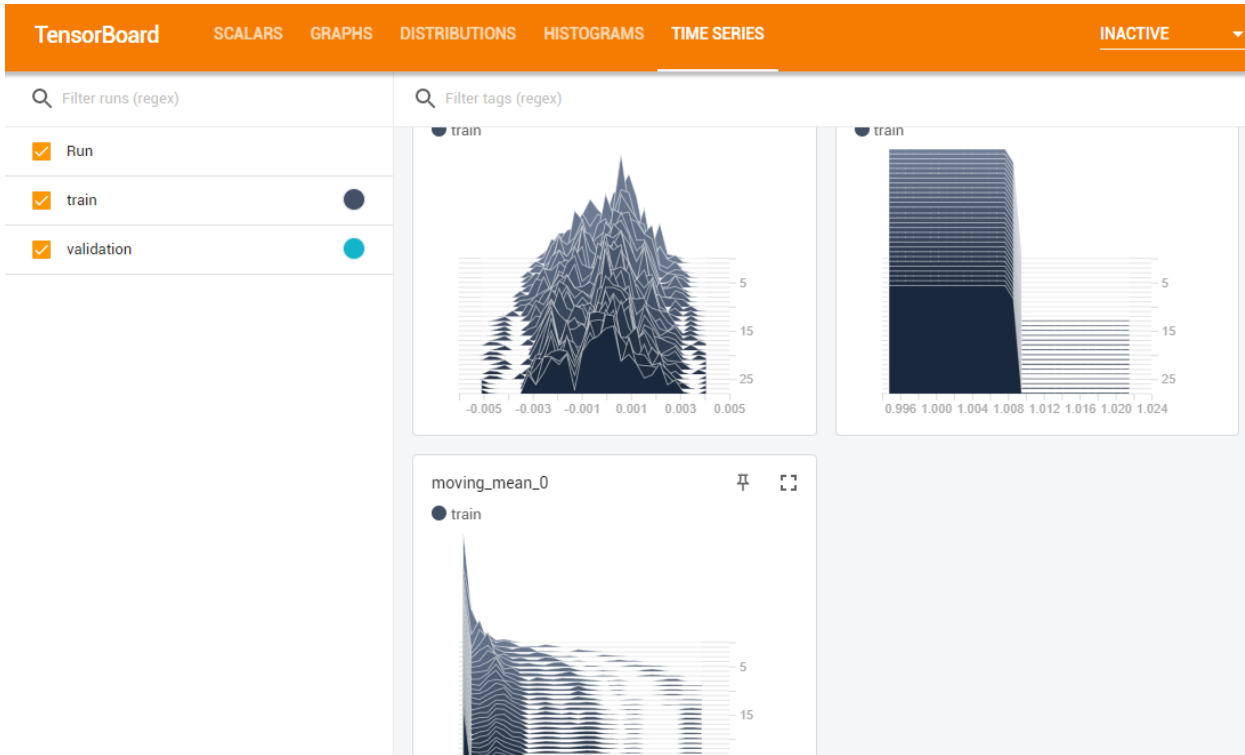 TensorBoard SCALARS GRAPHS DISTRIBUTIONS HISTOGRAMS TIME SERIES INACTIVE
Filter runs (regex)
Filter tags (regex)
Run
train
validation
train
5
15
25
-0.005 -0.003 -0.001 0.001 0.003 0.005
train
5
15
25
0.996 1.000 1.004 1.008 1.012 1.016 1.020 1.024
moving_mean_0
train
5
15